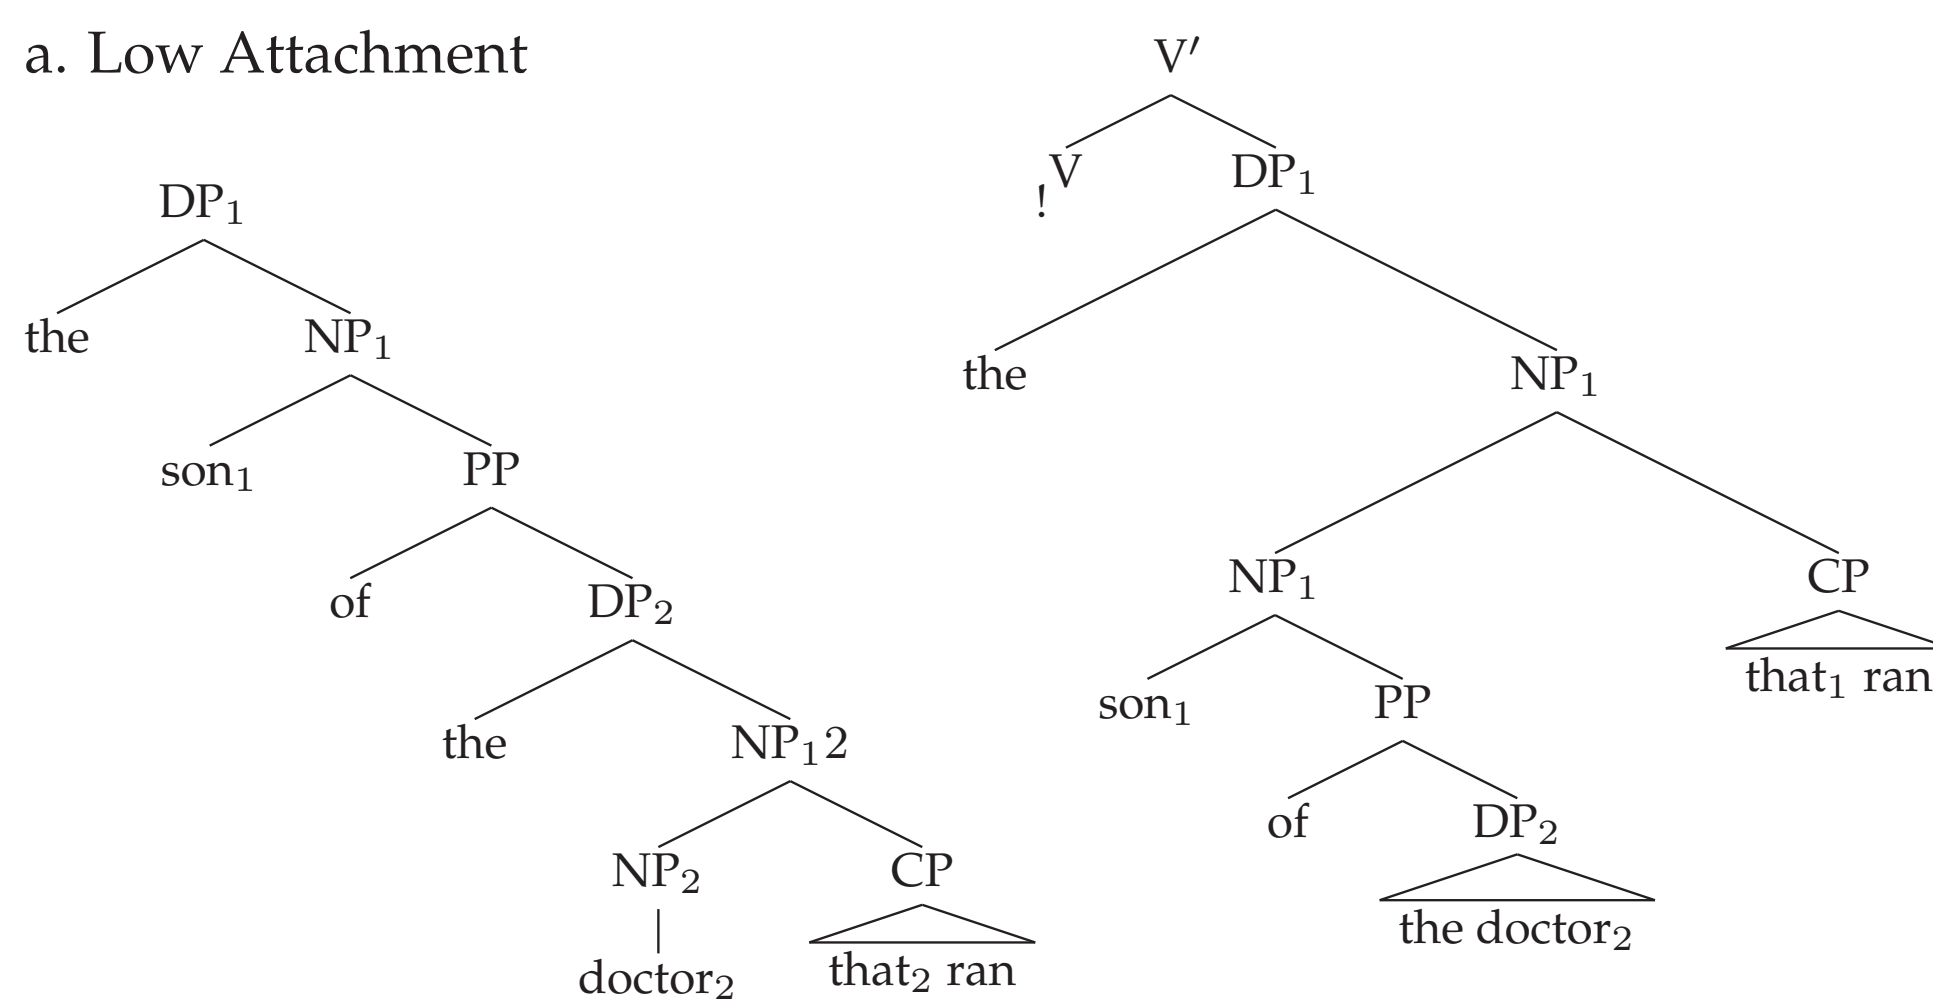 a. Low Attachment
DP₁
the NP₁
son₁ PP
of DP₂
the NP₁2
NP₂ CP
doctor₂ that₂ ran
V′
!V DP₁
the NP₁
NP₁ CP
son₁ PP that₁ ran
of DP₂
the doctor₂